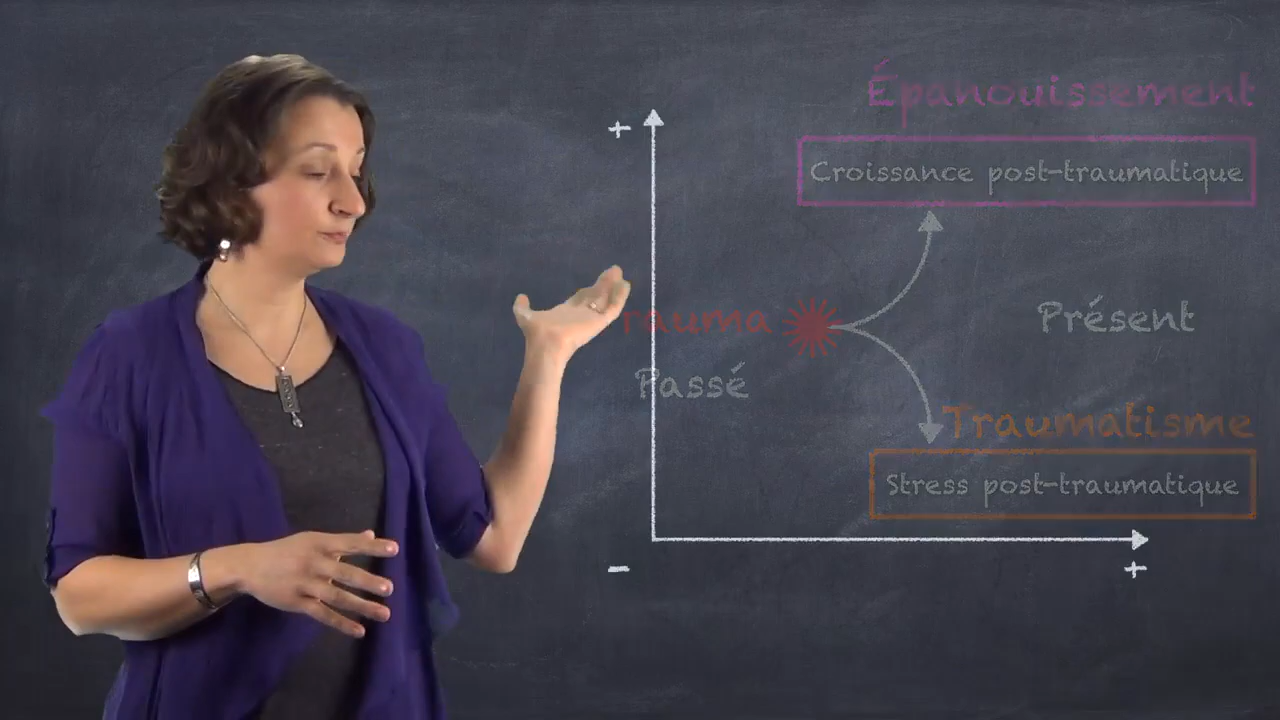 Épanouissement
+
Croissance post-traumatique
rauma
Présent
Passé
Traumatisme
Stress post-traumatique
–
+